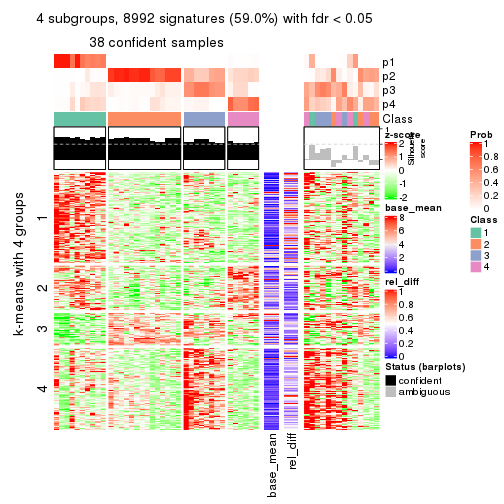 4 subgroups, 8992 signatures (59.0%) with fdr < 0.05
38 confident samples
p1
p2
p3
p4
Class
1
Silhouette
score
k-means with 4 groups
1
2
3
4
base_mean
rel_diff
z-score
2
1
0
-1
-2
base_mean
8
6
4
2
0
rel_diff
1
0.8
0.6
0.4
0.2
0
Status (barplots)
confident
ambiguous
Prob
1
0.8
0.6
0.4
0.2
0
Class
1
2
3
4